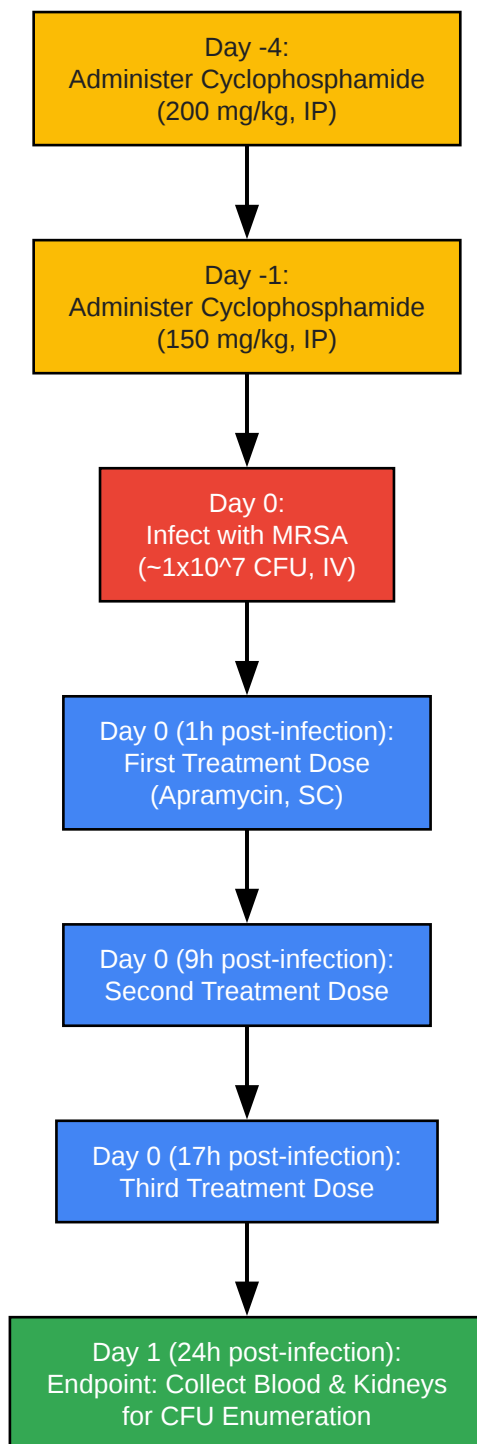 Day -4:
Administer Cyclophosphamide
(200 mg/kg, IP)
Day -1:
Administer Cyclophosphamide
(150 mg/kg, IP)
Day 0:
Infect with MRSA
(~1x10^7 CFU, IV)
Day 0 (1h post-infection):
First Treatment Dose
(Apramycin, SC)
Day 0 (9h post-infection):
Second Treatment Dose
Day 0 (17h post-infection):
Third Treatment Dose
Day 1 (24h post-infection):
Endpoint: Collect Blood & Kidneys
for CFU Enumeration